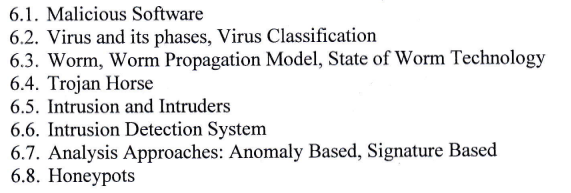 6.1. Malicious Software
6.2. Virus and its phases, Virus Classification
6.3. Worm, Worm Propagation Model, State of Worm Technology
6.4. Trojan Horse
6.5. Intrusion and Intruders
6.6. Intrusion Detection System
6.7. Analysis Approaches: Anomaly Based, Signature Based
6.8. Honeypots